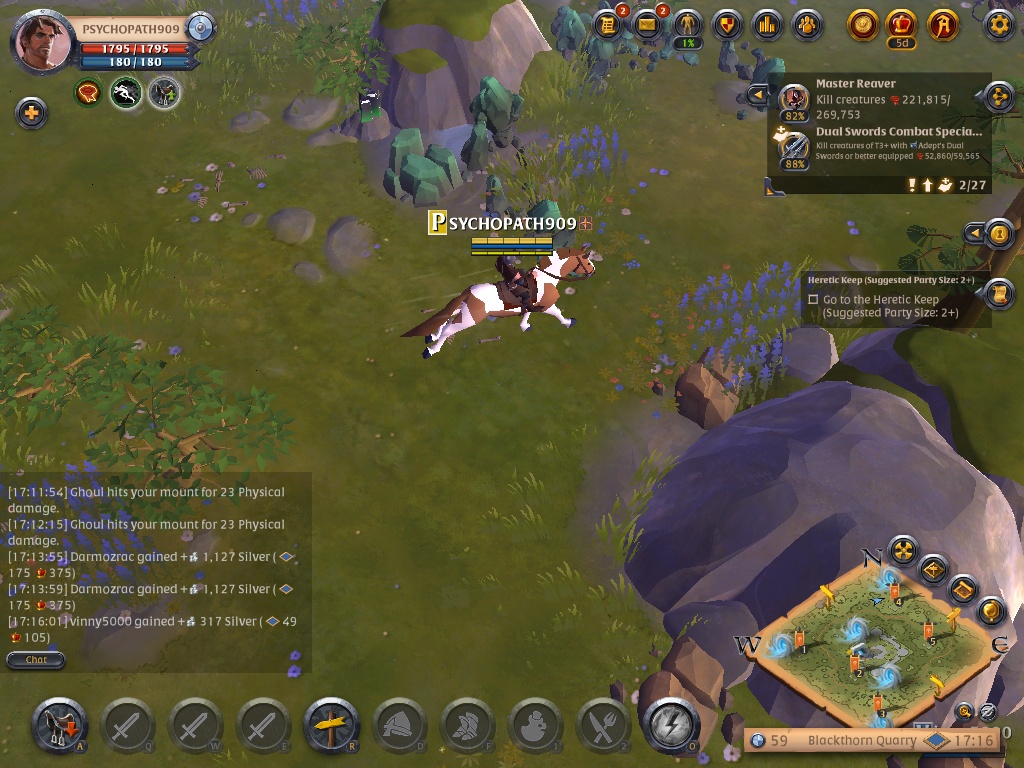 PSYCHOPATH909
1795 / 1795
180 / 180
2
2
1%
5d
Master Reaver
Kill creatures 221,815/
269,753
82%
Dual Swords Combat Specia...
Kill creatures of T3+ with Adept's Dual
Swords or better equipped 52,860/59,565
88%
2/27
PSYCHOPATH909
Heretic Keep (Suggested Party Size: 2+)
Go to the Heretic Keep
(Suggested Party Size: 2+)
[17:11:54] Ghoul hits your mount for 23 Physical
damage.
[17:12:15] Ghoul hits your mount for 23 Physical
damage.
[17:13:55] Darmozrac gained + 1,127 Silver (
175 375)
[17:13:59] Darmozrac gained + 1,127 Silver (
175 375)
[17:16:01] vinny5000 gained + 317 Silver ( 49
105)
Chat
N
W
E
4
1
5
2
3
A
Q
W
E
R
D
F
1
2
O
59 Blackthorn Quarry 17:16